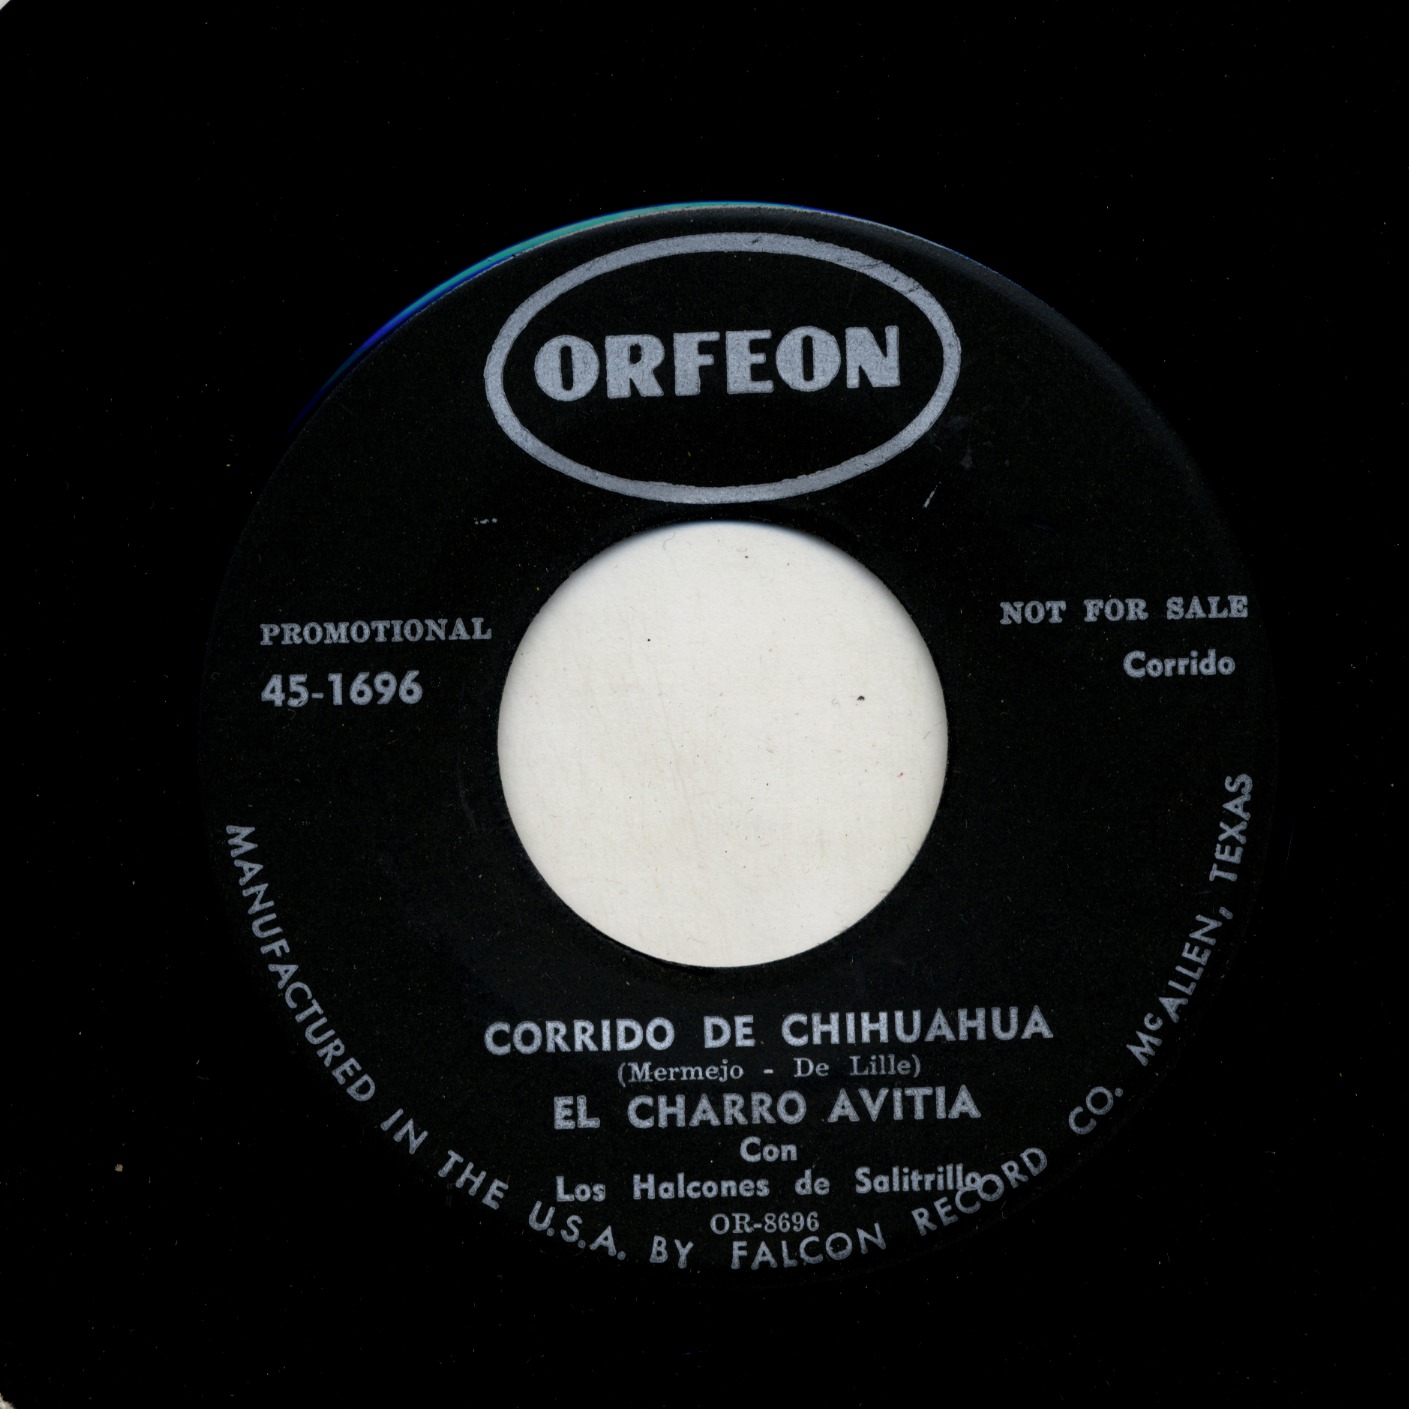 ORFEON
PROMOTIONAL
NOT FOR SALE
45-1696
Corrido
CORRIDO DE CHIHUAHUA
(Mermejo - De Lille)
EL CHARRO AVITIA
Con
Los Halcones de Salitrillo
OR-8696
MANUFACTURED IN THE U.S.A. BY FALCON RECORD CO. McALLEN, TEXAS